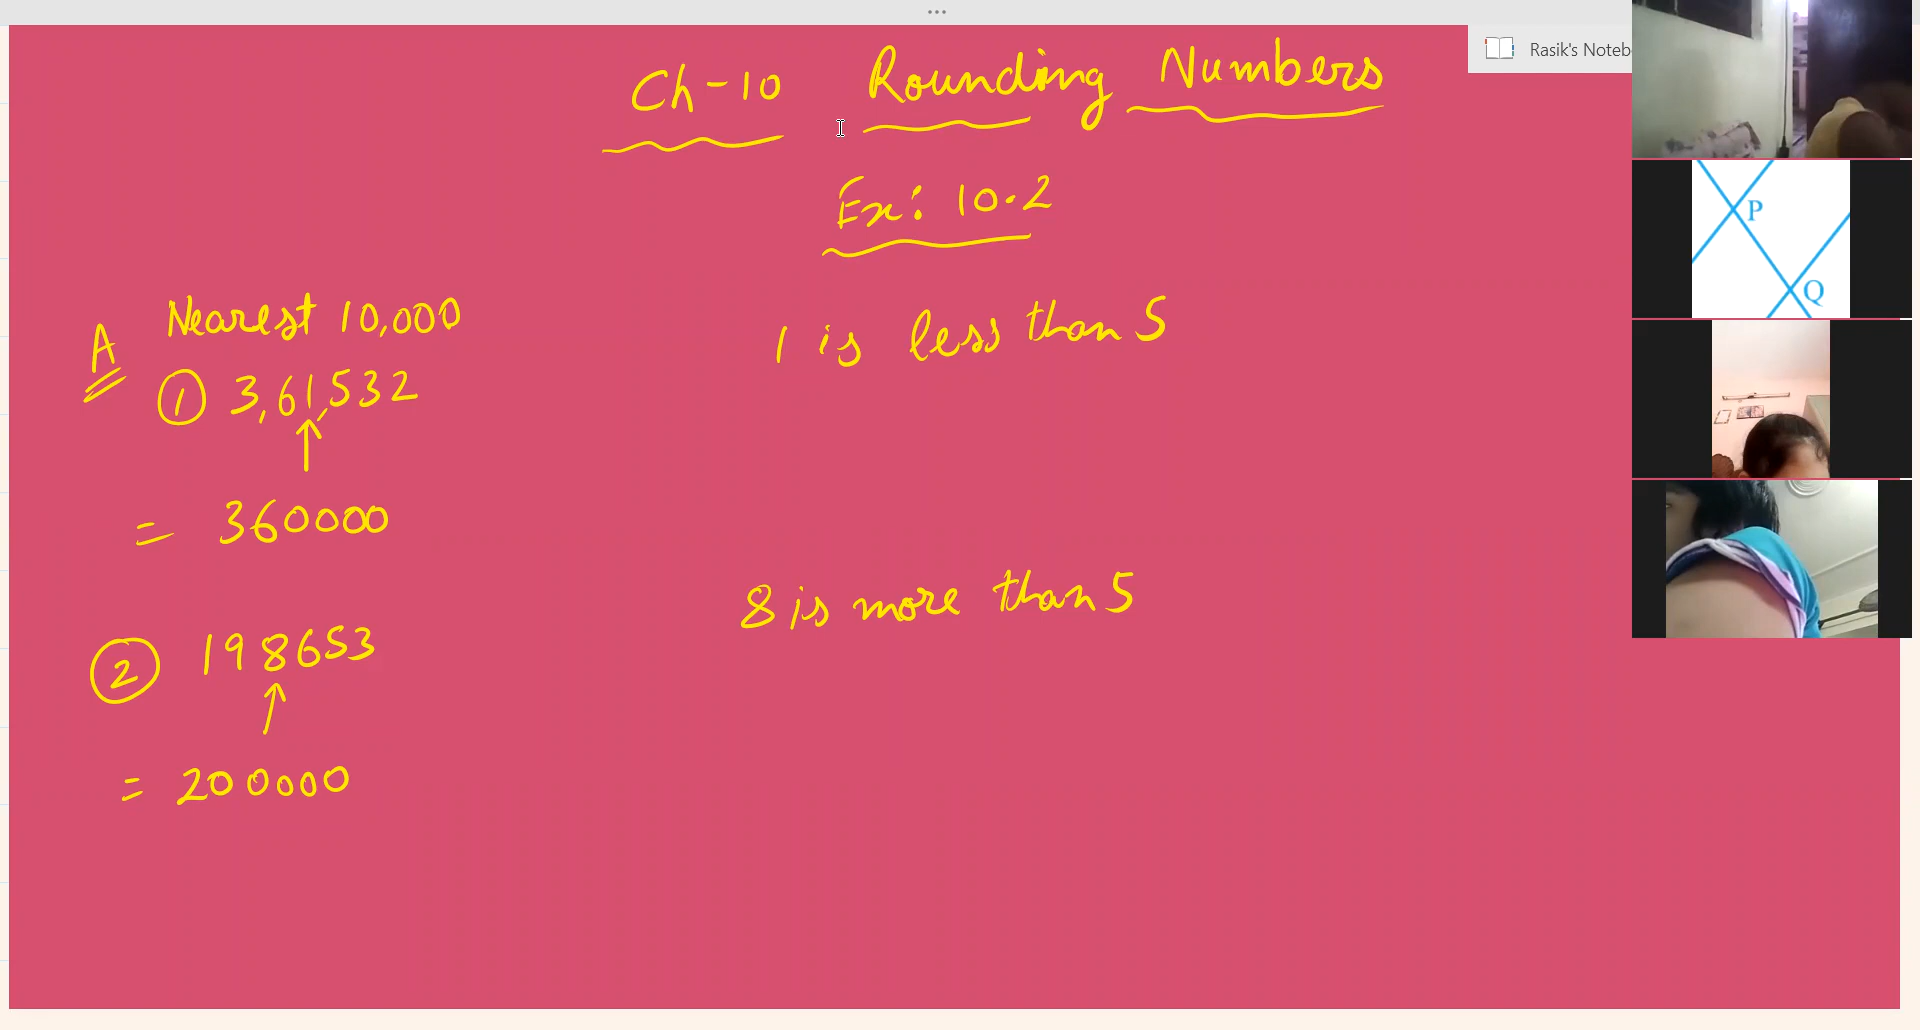 Ch-10 Rounding Numbers
Rasik's Noteb
Ex: 10.2
P
Q
A Nearest 10,000
① 3,61,532
1 is less than 5
= 360000
② 198653
8 is more than 5
= 200000